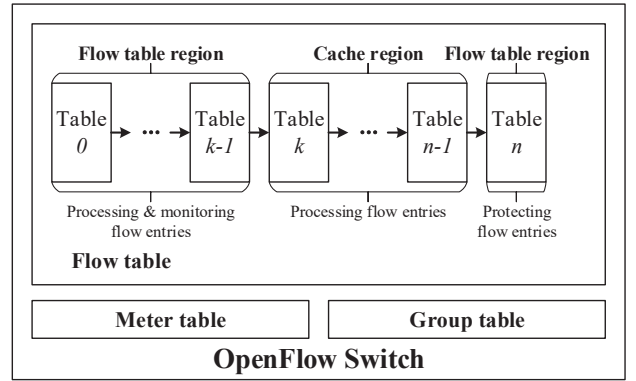 Flow table region
Cache region
Flow table region
Table
0
...
Table
k-1
Table
k
...
Table
n-1
Table
n
Processing & monitoring
flow entries
Processing flow entries
Protecting
flow entries
Flow table
Meter table
Group table
OpenFlow Switch